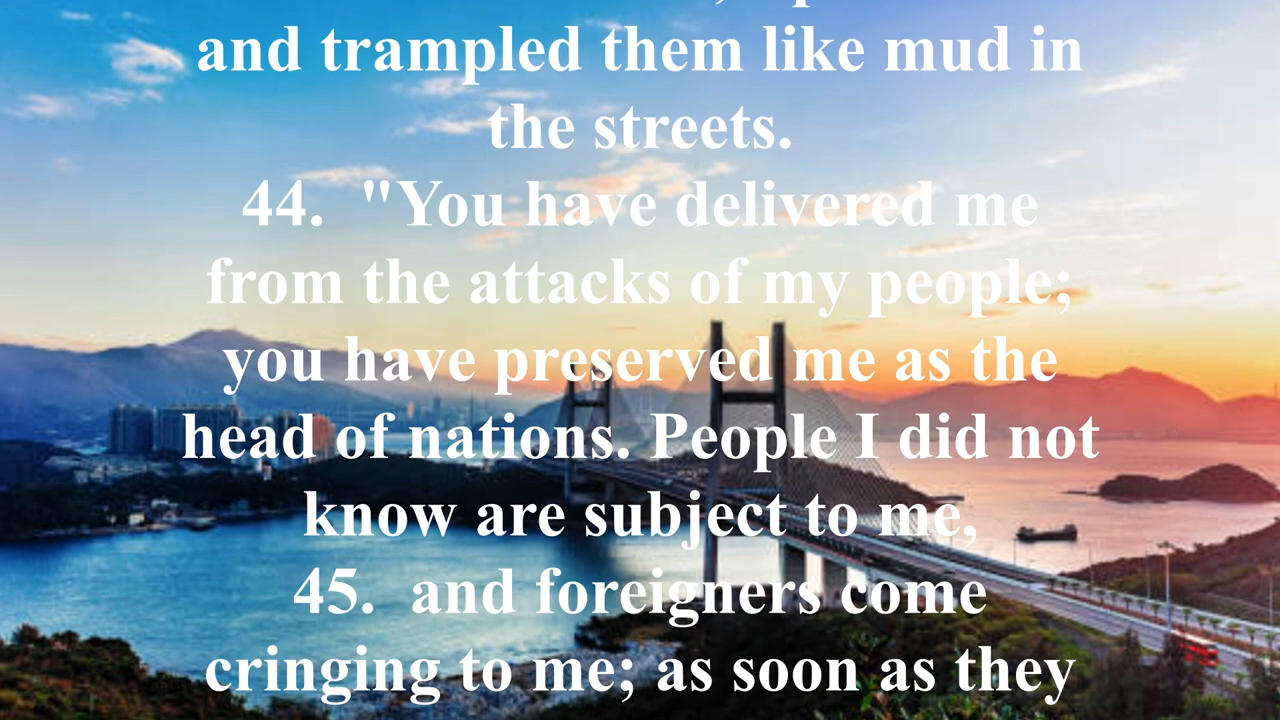 and trampled them like mud in
the streets.
44. "You have delivered me
from the attacks of my people;
you have preserved me as the
head of nations. People I did not
know are subject to me,
45. and foreigners come
cringing to me; as soon as they